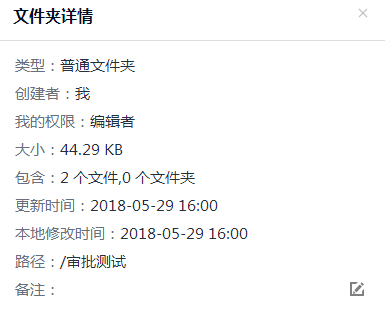 文件夹详情
类型：普通文件夹
创建者：我
我的权限：编辑者
大小：44.29 KB
包含：2 个文件,0 个文件夹
更新时间：2018-05-29 16:00
本地修改时间：2018-05-29 16:00
路径：/审批测试
备注：